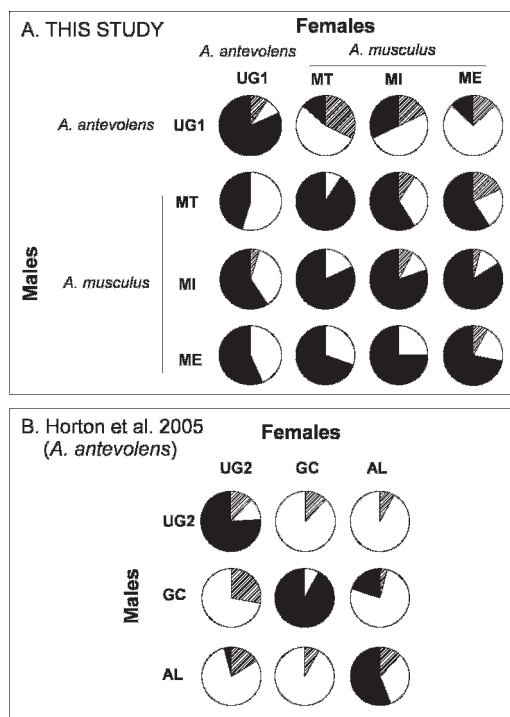 A. THIS STUDY
Females
A. antevolens
A. musculus
UG1
MT
MI
ME
A. antevolens
UG1
MT
Males
A. musculus
MI
ME
B. Horton et al. 2005
(A. antevolens)
Females
UG2
GC
AL
UG2
Males
GC
AL